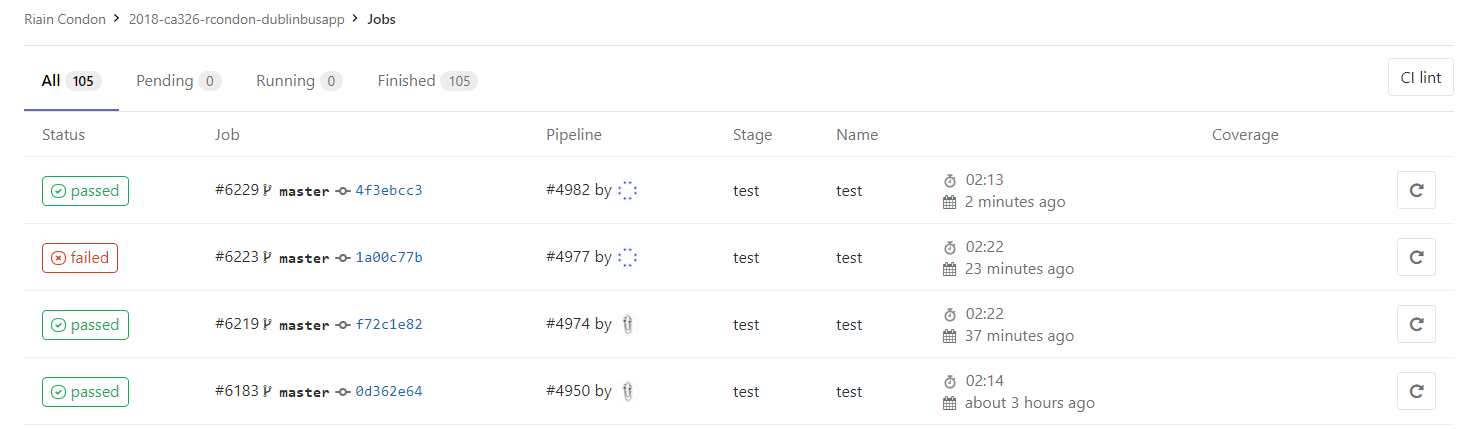 Riain Condon > 2018-ca326-rcondon-dublinbusapp > Jobs
All 105 Pending 0 Running 0 Finished 105 CI lint
Status Job Pipeline Stage Name Coverage
passed #6229 master 4f3ebcc3 #4982 by test test 02:13
2 minutes ago
failed #6223 master 1a00c77b #4977 by test test 02:22
23 minutes ago
passed #6219 master f72c1e82 #4974 by test test 02:22
37 minutes ago
passed #6183 master 0d362e64 #4950 by test test 02:14
about 3 hours ago